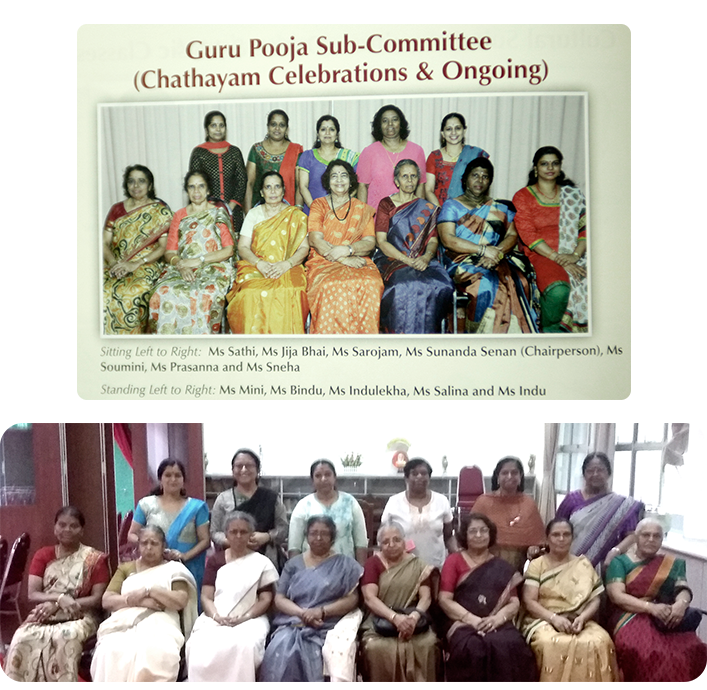 Guru Pooja Sub-Committee
(Chathayam Celebrations & Ongoing)
Sitting Left to Right: Ms Sathi, Ms Jija Bhai, Ms Sarojam, Ms Sunanda Senan (Chairperson), Ms
Soumini, Ms Prasanna and Ms Sneha
Standing Left to Right: Ms Mini, Ms Bindu, Ms Indulekha, Ms Salina and Ms Indu